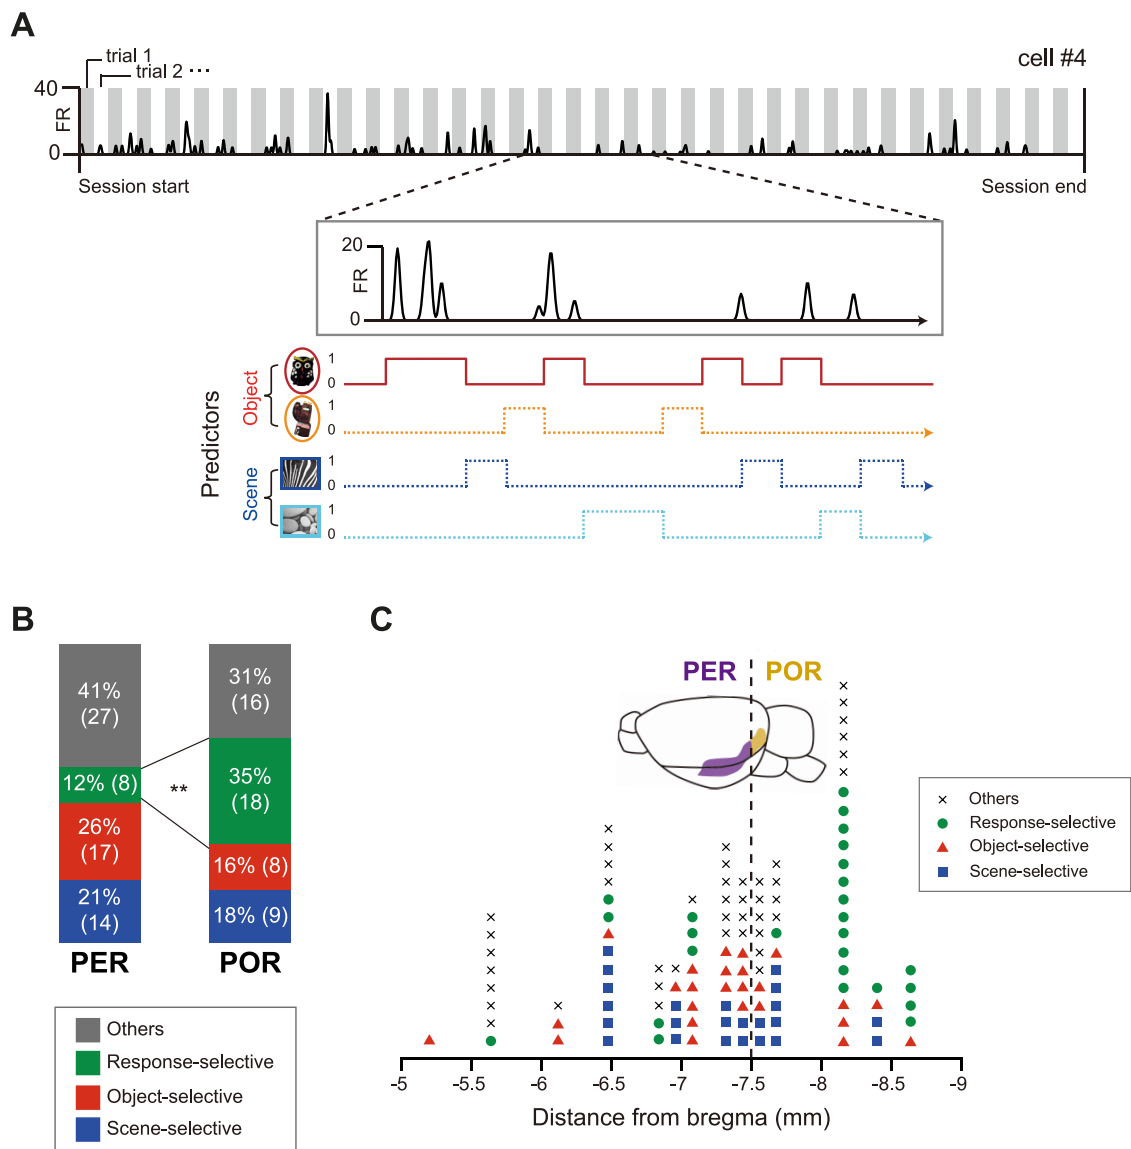 A
trial 1
trial 2 ····
cell #4
40
FR
0
Session start
Session end
20
FR
0
Predictors
Object
1
0
1
0
Scene
1
0
1
0
B
41%
(27)
12% (8)
26%
(17)
21%
(14)
**
31%
(16)
35%
(18)
16% (8)
18% (9)
PER
POR
Others
Response-selective
Object-selective
Scene-selective
C
PER
POR
Others
Response-selective
Object-selective
Scene-selective
-5
-5.5
-6
-6.5
-7
-7.5
-8
-8.5
-9
Distance from bregma (mm)